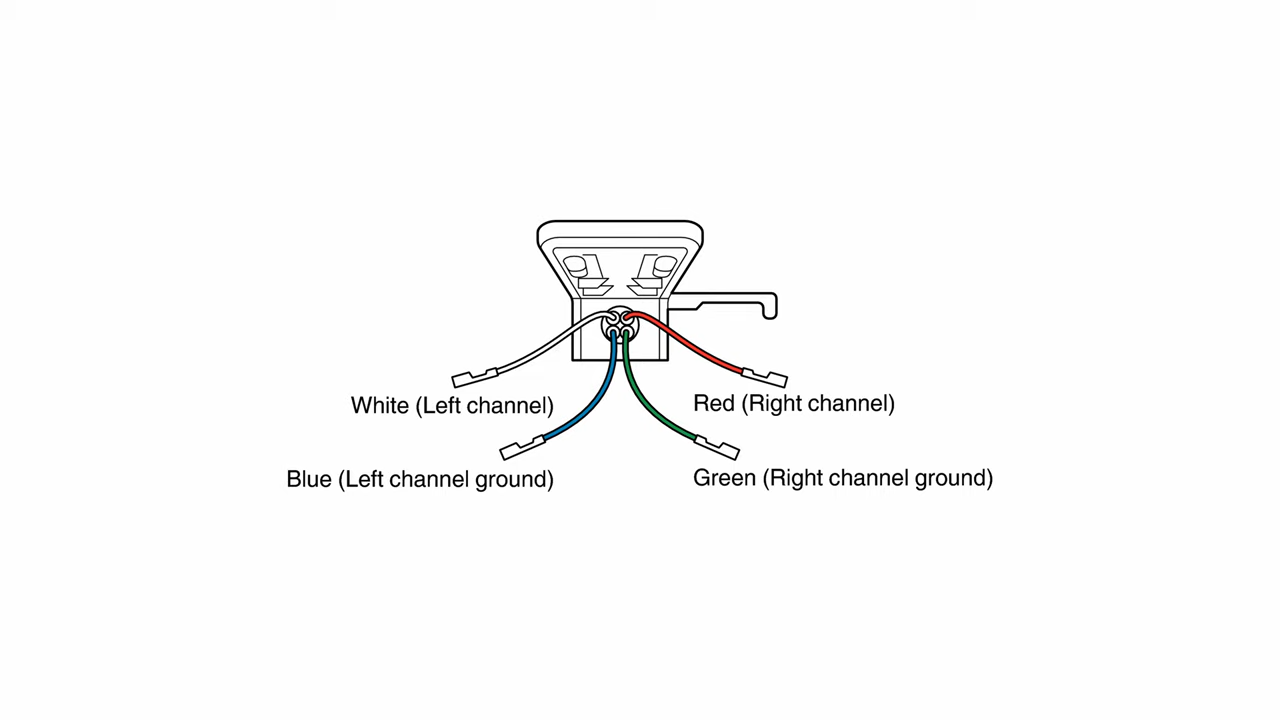 White (Left channel)
Red (Right channel)
Blue (Left channel ground)
Green (Right channel ground)